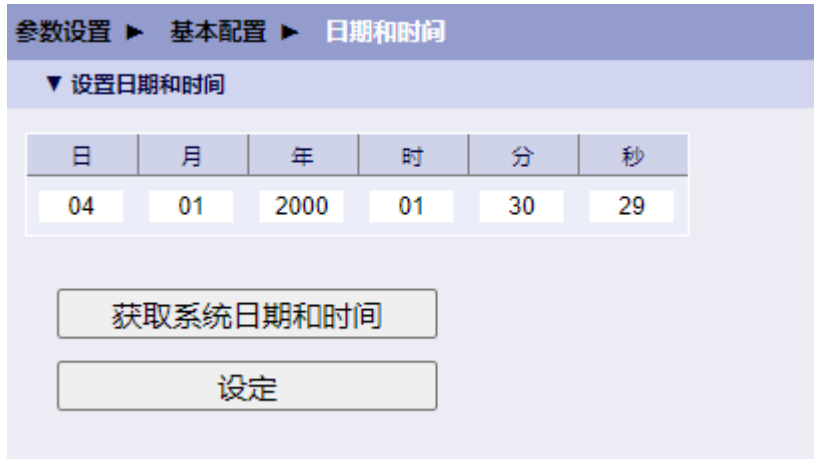 参数设置 ► 基本配置 ► 日期和时间
▼ 设置日期和时间
日 月 年 时 分 秒
04 01 2000 01 30 29
获取系统日期和时间
设定